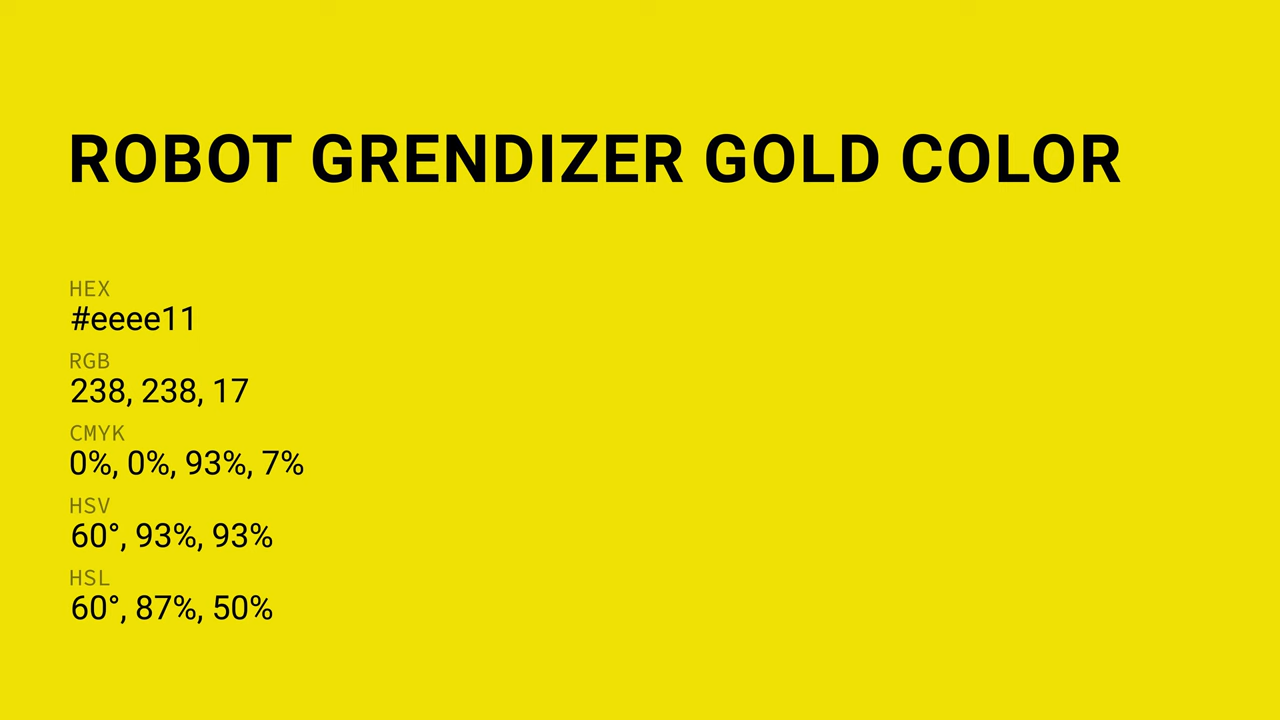 ROBOT GRENDIZER GOLD COLOR
HEX
#eeee11
RGB
238, 238, 17
CMYK
0%, 0%, 93%, 7%
HSV
60°, 93%, 93%
HSL
60°, 87%, 50%